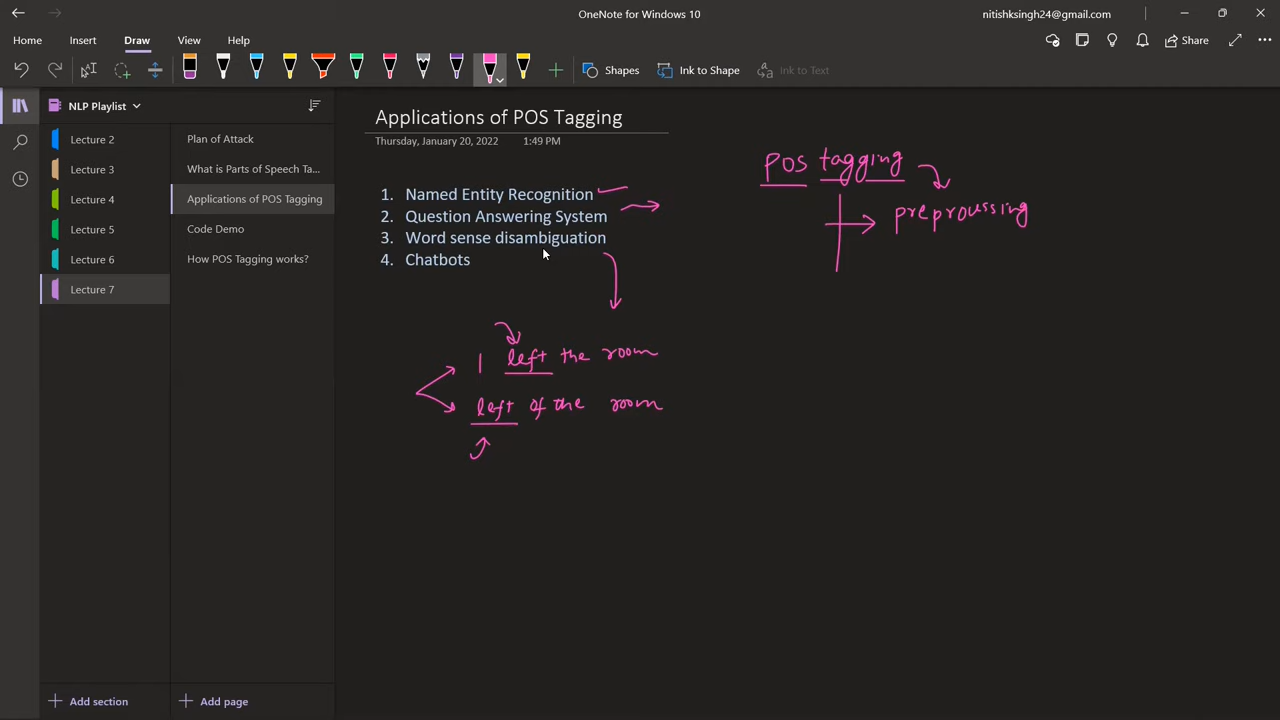 OneNote for Windows 10
nitishksingh24@gmail.com
Home Insert Draw View Help
Share
Shapes Ink to Shape Ink to Text
NLP Playlist
Lecture 2
Lecture 3
Lecture 4
Lecture 5
Lecture 6
Lecture 7
Plan of Attack
What is Parts of Speech Ta...
Applications of POS Tagging
Code Demo
How POS Tagging works?
Applications of POS Tagging
Thursday, January 20, 2022 1:49 PM
1. Named Entity Recognition
2. Question Answering System
3. Word sense disambiguation
4. Chatbots
POS tagging
preproussing
I left the room
left of the room
Add section
Add page